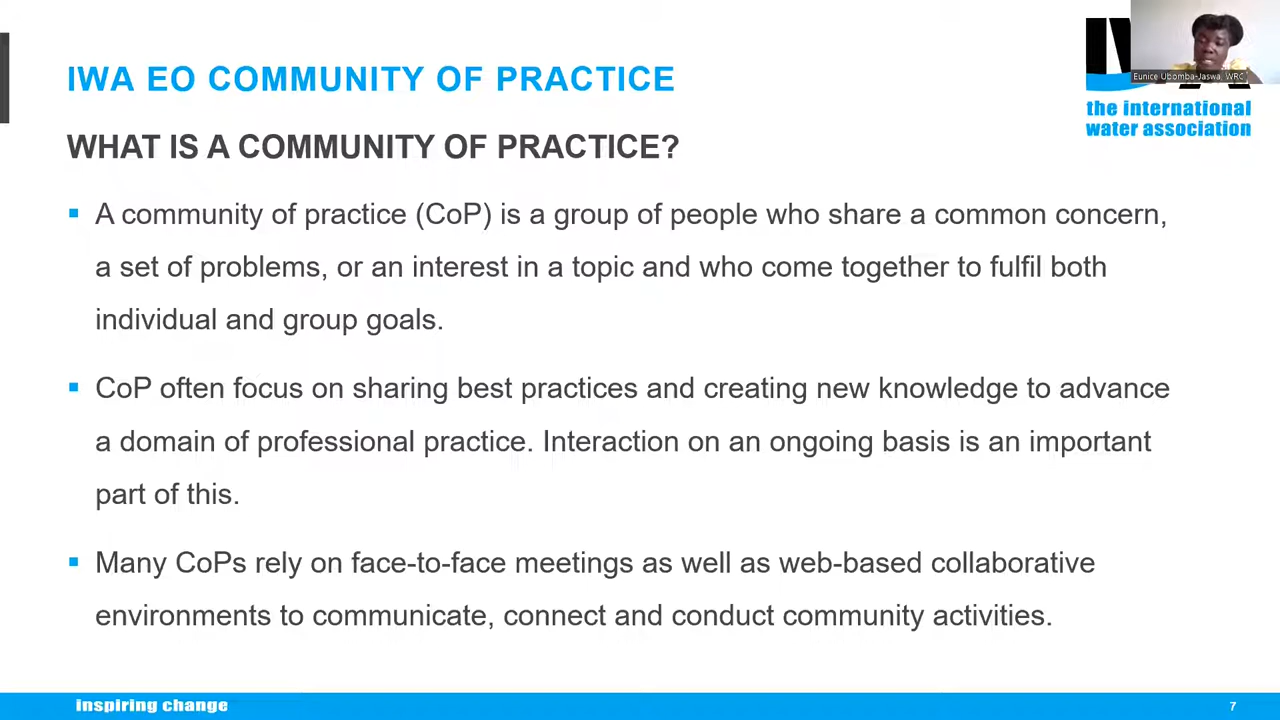 IWA EO COMMUNITY OF PRACTICE
Eunice Ubomba-Jaswa, WRC
the international
water association
WHAT IS A COMMUNITY OF PRACTICE?
▪ A community of practice (CoP) is a group of people who share a common concern,
a set of problems, or an interest in a topic and who come together to fulfil both
individual and group goals.
▪ CoP often focus on sharing best practices and creating new knowledge to advance
a domain of professional practice. Interaction on an ongoing basis is an important
part of this.
▪ Many CoPs rely on face-to-face meetings as well as web-based collaborative
environments to communicate, connect and conduct community activities.
inspiring change
7